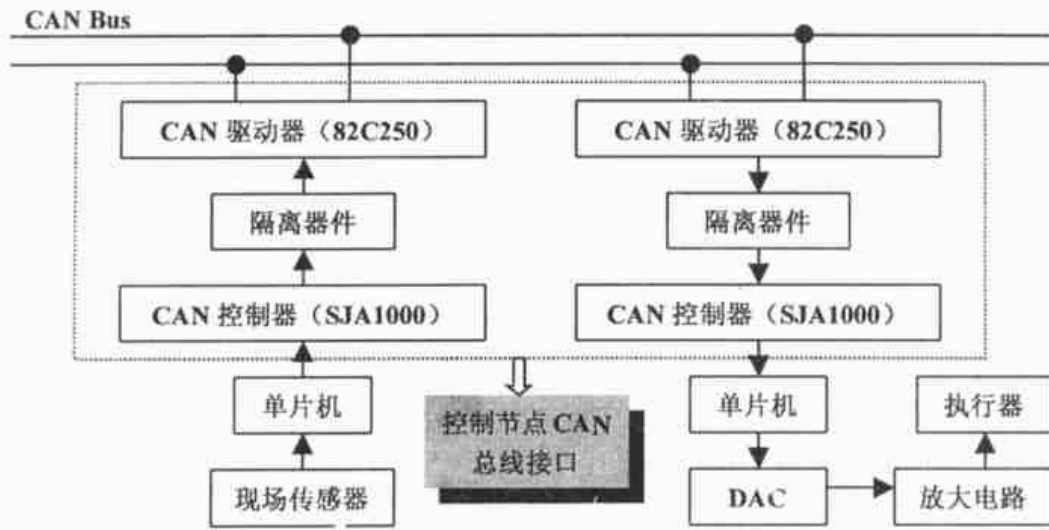 CAN Bus
CAN 驱动器（82C250）
CAN 驱动器（82C250）
隔离器件
隔离器件
CAN 控制器（SJA1000）
CAN 控制器（SJA1000）
单片机
控制节点 CAN
总线接口
单片机
执行器
现场传感器
DAC
放大电路